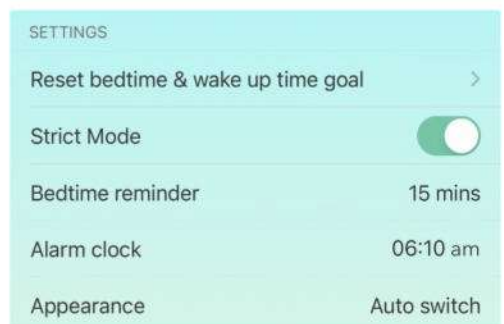 SETTINGS
Reset bedtime & wake up time goal >
Strict Mode
Bedtime reminder 15 mins
Alarm clock 06:10 am
Appearance Auto switch